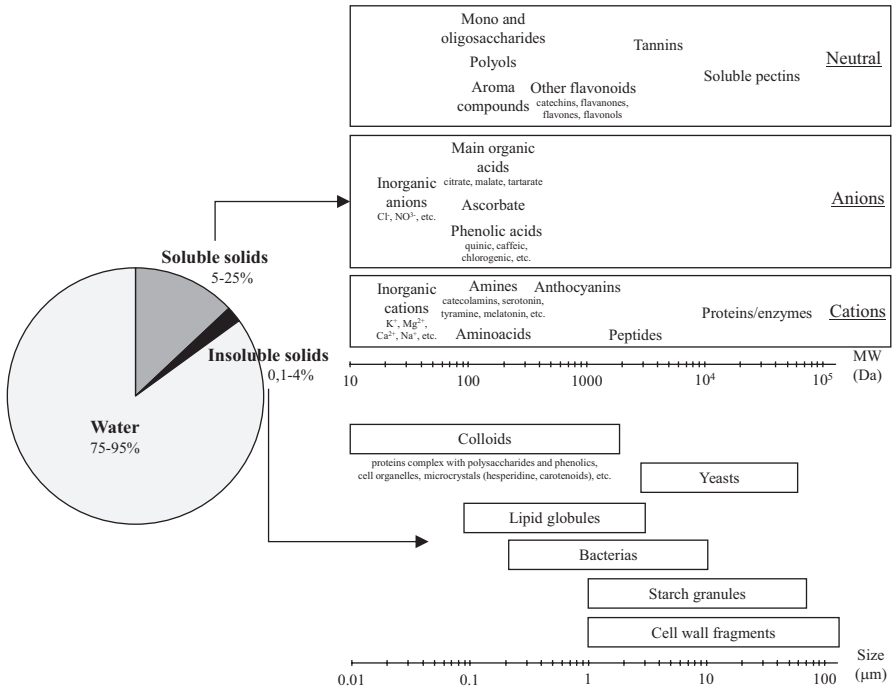 Mono and
oligosaccharides
Tannins
Polyols
Neutral
Soluble pectins
Aroma
compounds
Other flavonoids
catechins, flavanones,
flavones, flavonols
Main organic
acids
citrate, malate, tartarate
Inorganic
anions
Cl⁻, NO³⁻, etc.
Ascorbate
Anions
Phenolic acids
quinic, caffeic,
chlorogenic, etc.
Soluble solids
5-25%
Inorganic
cations
K⁺, Mg²⁺,
Ca²⁺, Na⁺, etc.
Amines
catecolamins, serotonin,
tyramine, melatonin, etc.
Anthocyanins
Proteins/enzymes
Cations
Aminoacids
Peptides
Insoluble solids
0,1-4%
MW
(Da)
10 100 1000 10⁴ 10⁵
Water
75-95%
Colloids
proteins complex with polysaccharides and phenolics,
cell organelles, microcrystals (hesperidine, carotenoids), etc.
Yeasts
Lipid globules
Bacterias
Starch granules
Cell wall fragments
Size
(μm)
0.01 0.1 1 10 100